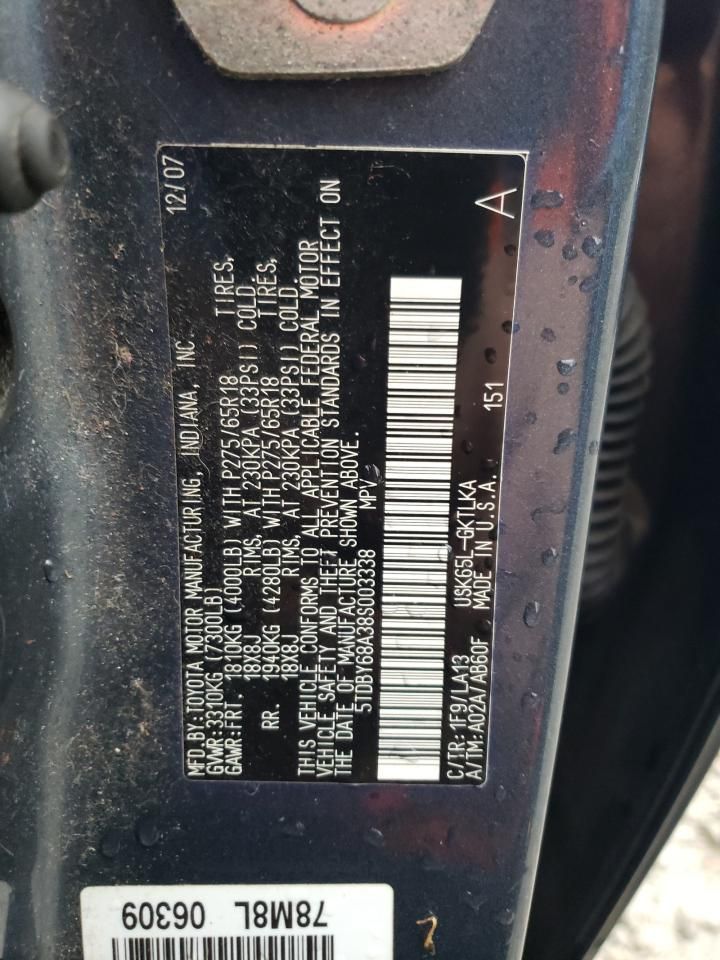 MFD.BY:TOYOTA MOTOR MANUFACTURING, INDIANA, INC 12/07
GVWR:3310KG (7300LB)
GAWR:FRT. 1810KG (4000LB) WITH P275/65R18 TIRES,
18X8J RIMS, AT 230KPA (33PSI) COLD.
RR. 1940KG (4280LB) WITH P275/65R18 TIRES,
18X8J RIMS, AT 230KPA (33PSI) COLD.
THIS VEHICLE CONFORMS TO ALL APPLICABLE FEDERAL MOTOR
VEHICLE SAFETY AND THEFT PREVENTION STANDARDS IN EFFECT ON
THE DATE OF MANUFACTURE SHOWN ABOVE.
5TDBY68A38S003338 MPV
C/TR:1F9/LA13 USK65L-GKTLKA
A/TM:A02A/AB60F MADE IN U.S.A. 151 A
78M8L 06309